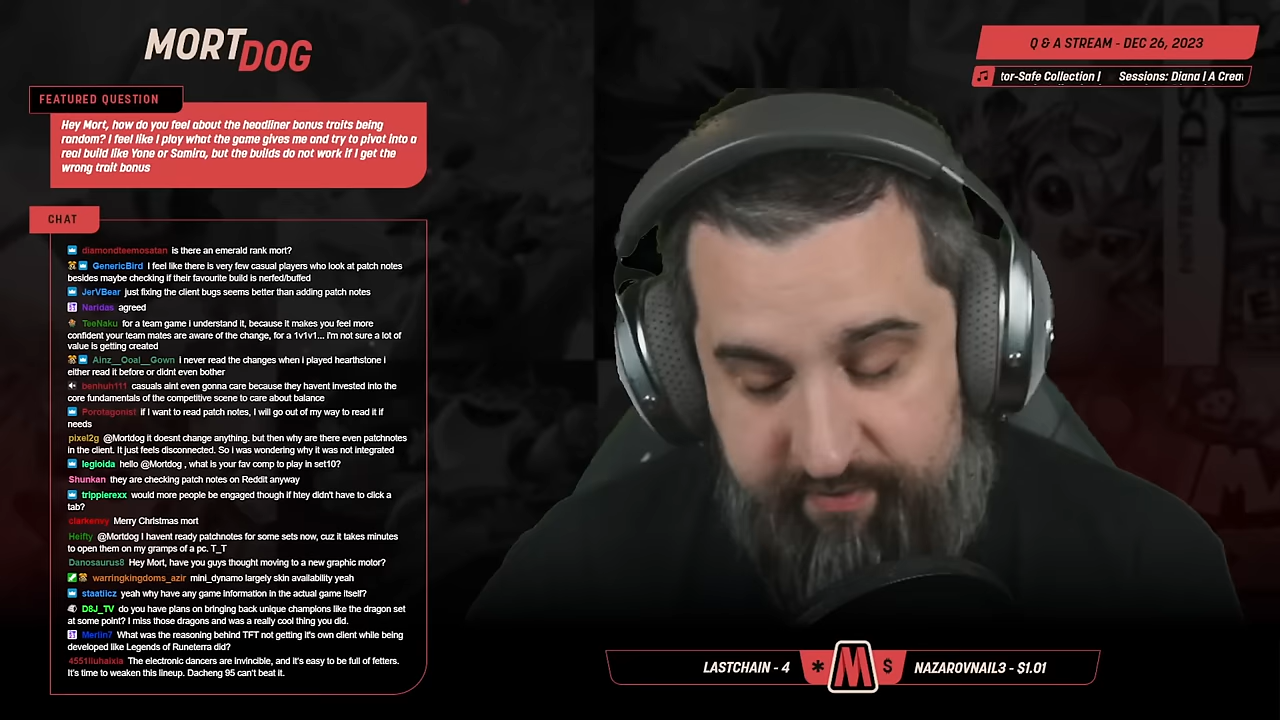 MORTDOG
Q & A STREAM - DEC 26, 2023
tor-Safe Collection | Sessions: Diana | A Crea
FEATURED QUESTION
Hey Mort, how do you feel about the headliner bonus traits being
random? I feel like I play what the game gives me and try to pivot into a
real build like Yone or Samira, but the builds do not work if I get the
wrong trait bonus
CHAT
diamondteemosatan is there an emerald rank mort?
GenericBird I feel like there is very few casual players who look at patch notes
besides maybe checking if their favourite build is nerfed/buffed
JerVBear just fixing the client bugs seems better than adding patch notes
Naridas agreed
TeeNaku for a team game i understand it, because it makes you feel more
confident your team mates are aware of the change, for a 1v1v1... i'm not sure a lot of
value is getting created
Ainz__Ooal__Gown i never read the changes when i played hearthstone i
either read it before or didnt even bother
benhuh111 casuals aint even gonna care because they havent invested into the
core fundamentals of the competitive scene to care about balance
Porotagonist if I want to read patch notes, I will go out of my way to read it if
needs
pixel2g @Mortdog it doesnt change anything. but then why are there even patchnotes
in the client. It just feels disconnected. So I was wondering why it was not integrated
legioida hello @Mortdog , what is your fav comp to play in set10?
Shunkan they are checking patch notes on Reddit anyway
tripplerexx would more people be engaged though if htey didn't have to click a
tab?
clarkenvy Merry Christmas mort
Heifty @Mortdog I havent ready patchnotes for some sets now, cuz it takes minutes
to open them on my gramps of a pc. T_T
Danosaurus8 Hey Mort, have you guys thought moving to a new graphic motor?
warringkingdoms_azir mini_dynamo largely skin availability yeah
staatiicz yeah why have any game information in the actual game itself?
D8J_TV do you have plans on bringing back unique champions like the dragon set
at some point? I miss those dragons and was a really cool thing you did.
Merlin7 What was the reasoning behind TFT not getting it's own client while being
developed like Legends of Runeterra did?
4551liuhaixia The electronic dancers are invincible, and it's easy to be full of fetters.
It's time to weaken this lineup. Dacheng 95 can't beat it.
LASTCHAIN - 4 * M $ NAZAROVNAIL3 - $1.01